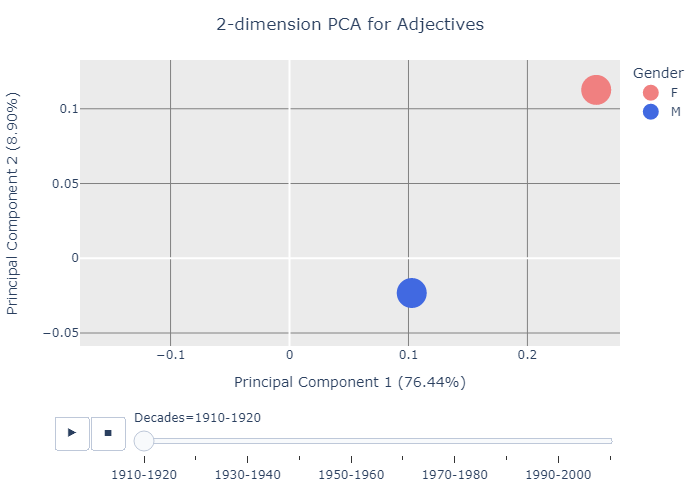 2-dimension PCA for Adjectives
Gender
F
M
Principal Component 2 (8.90%)
0.1
0.05
0
−0.05
−0.1
0
0.1
0.2
Principal Component 1 (76.44%)
Decades=1910-1920
1910-1920
1930-1940
1950-1960
1970-1980
1990-2000